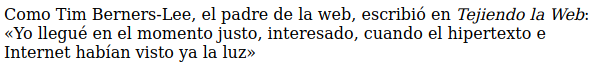 Como Tim Berners-Lee, el padre de la web, escribió en Tejiendo la Web:
«Yo llegué en el momento justo, interesado, cuando el hipertexto e
Internet habían visto ya la luz»